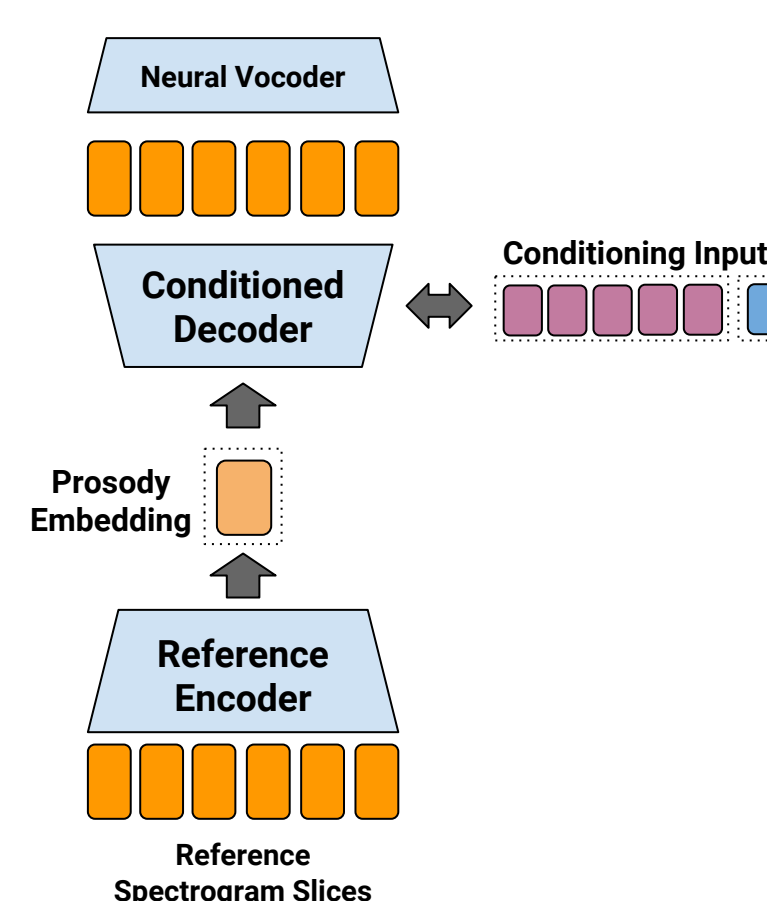 Neural Vocoder
Conditioned
Decoder
Conditioning Input
Prosody
Embedding
Reference
Encoder
Reference
Spectrogram Slices